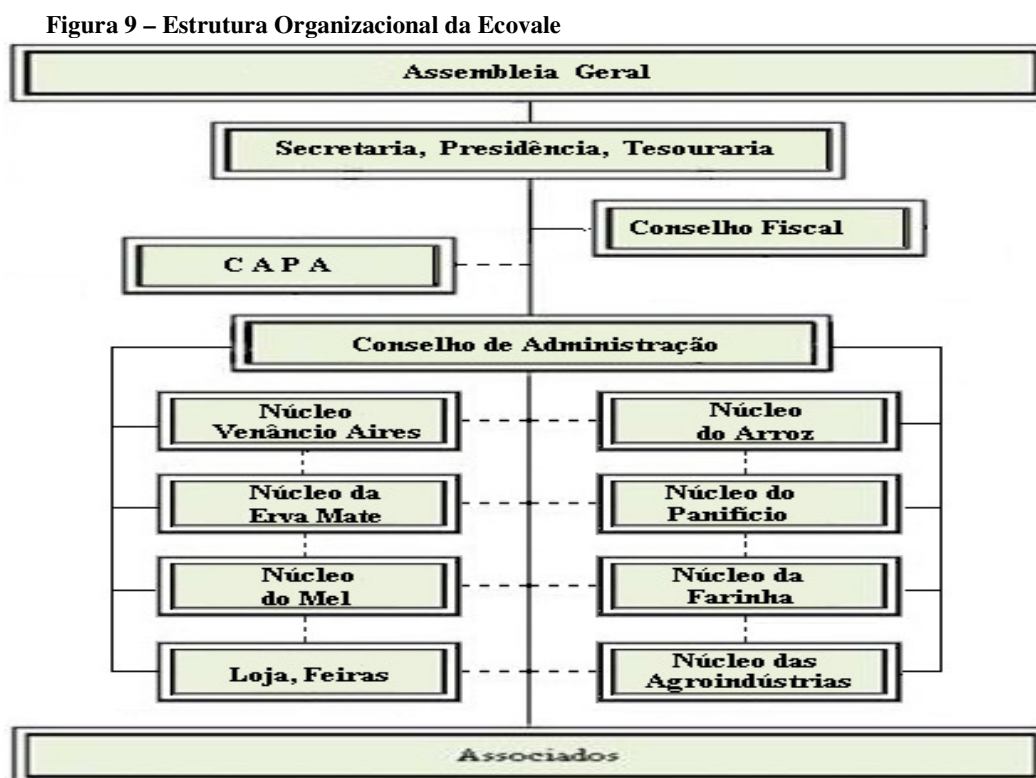 Figura 9 – Estrutura Organizacional da Ecovale
Assembleia Geral
Secretaria, Presidência, Tesouraria
Conselho Fiscal
C A P A
Conselho de Administração
Núcleo
Venâncio Aires
Núcleo
do Arroz
Núcleo da
Erva Mate
Núcleo do
Panifício
Núcleo
do Mel
Núcleo da
Farinha
Loja, Feiras
Núcleo das
Agroindústrias
Associados